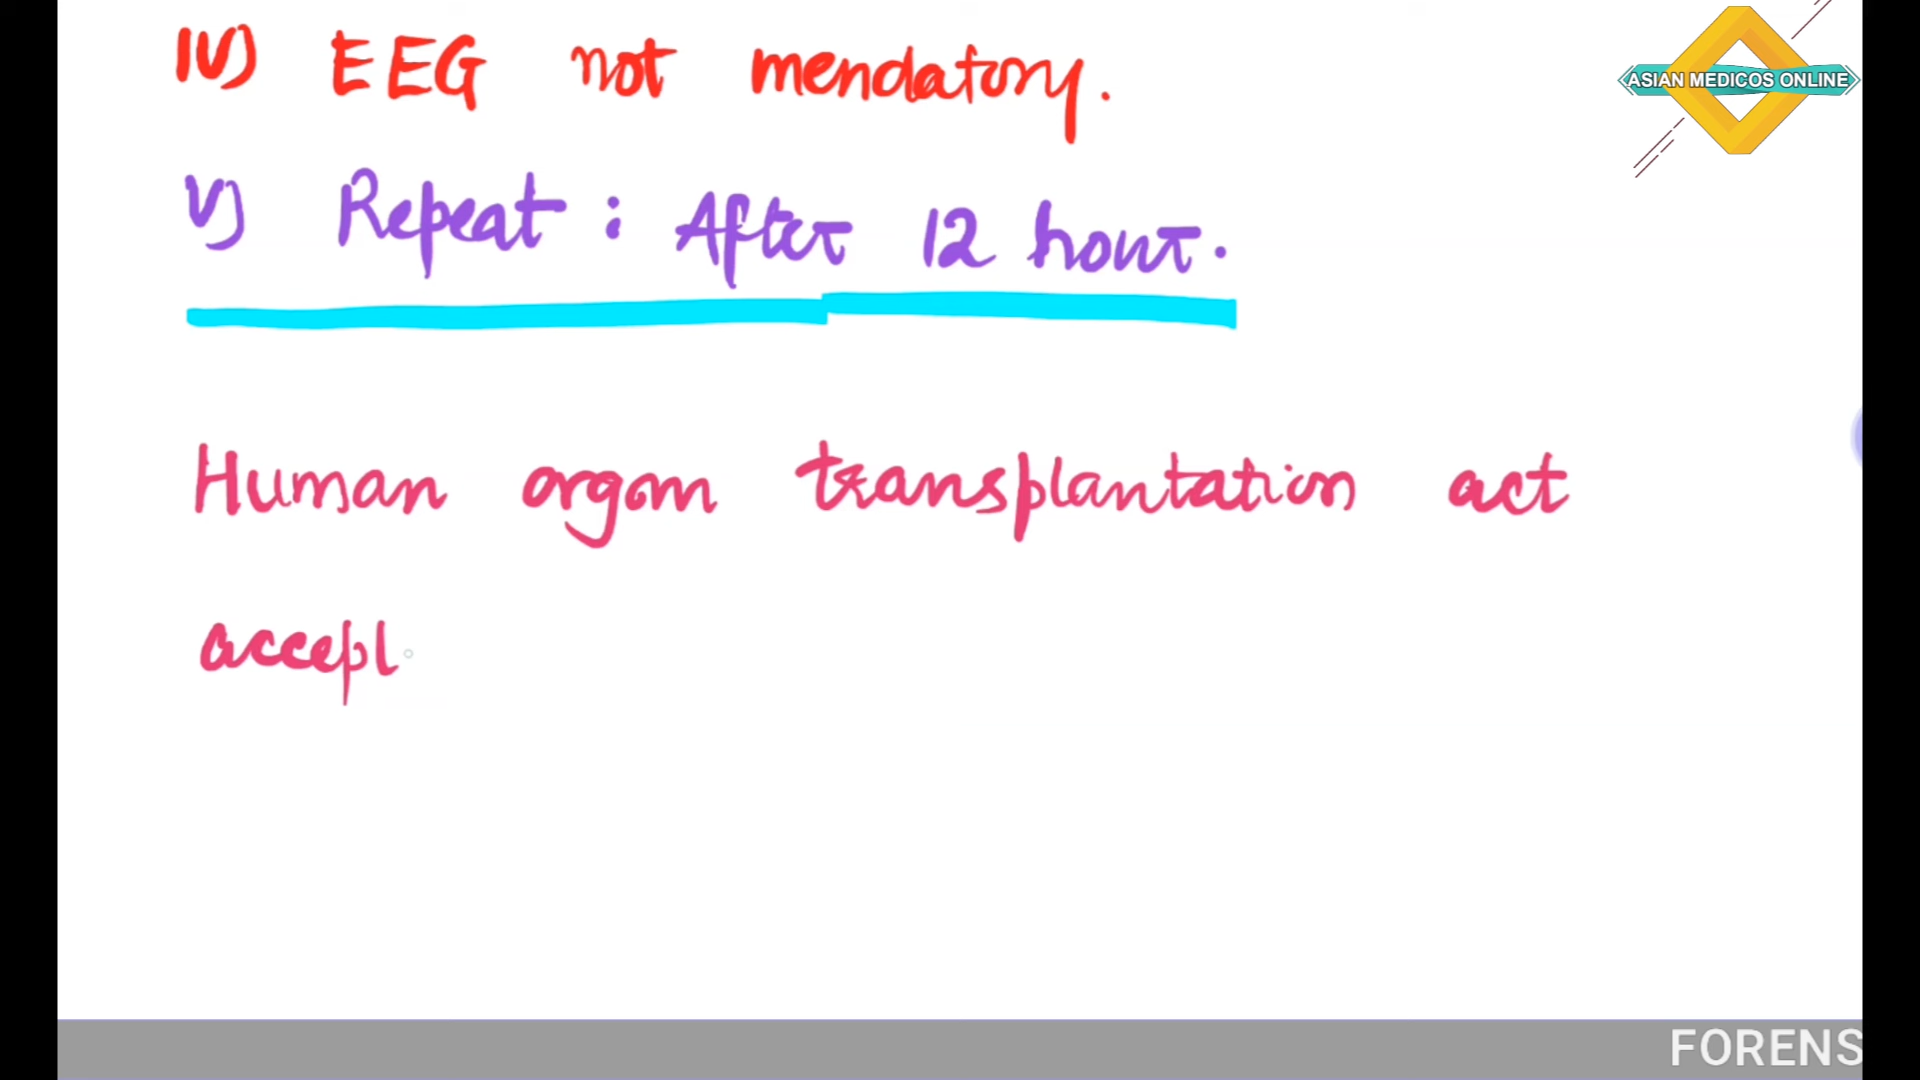 IV) EEG not mendatory.
V) Repeat : After 12 hour.
Human organ transplantation act
accepl
ASIAN MEDICOS ONLINE
FORENS